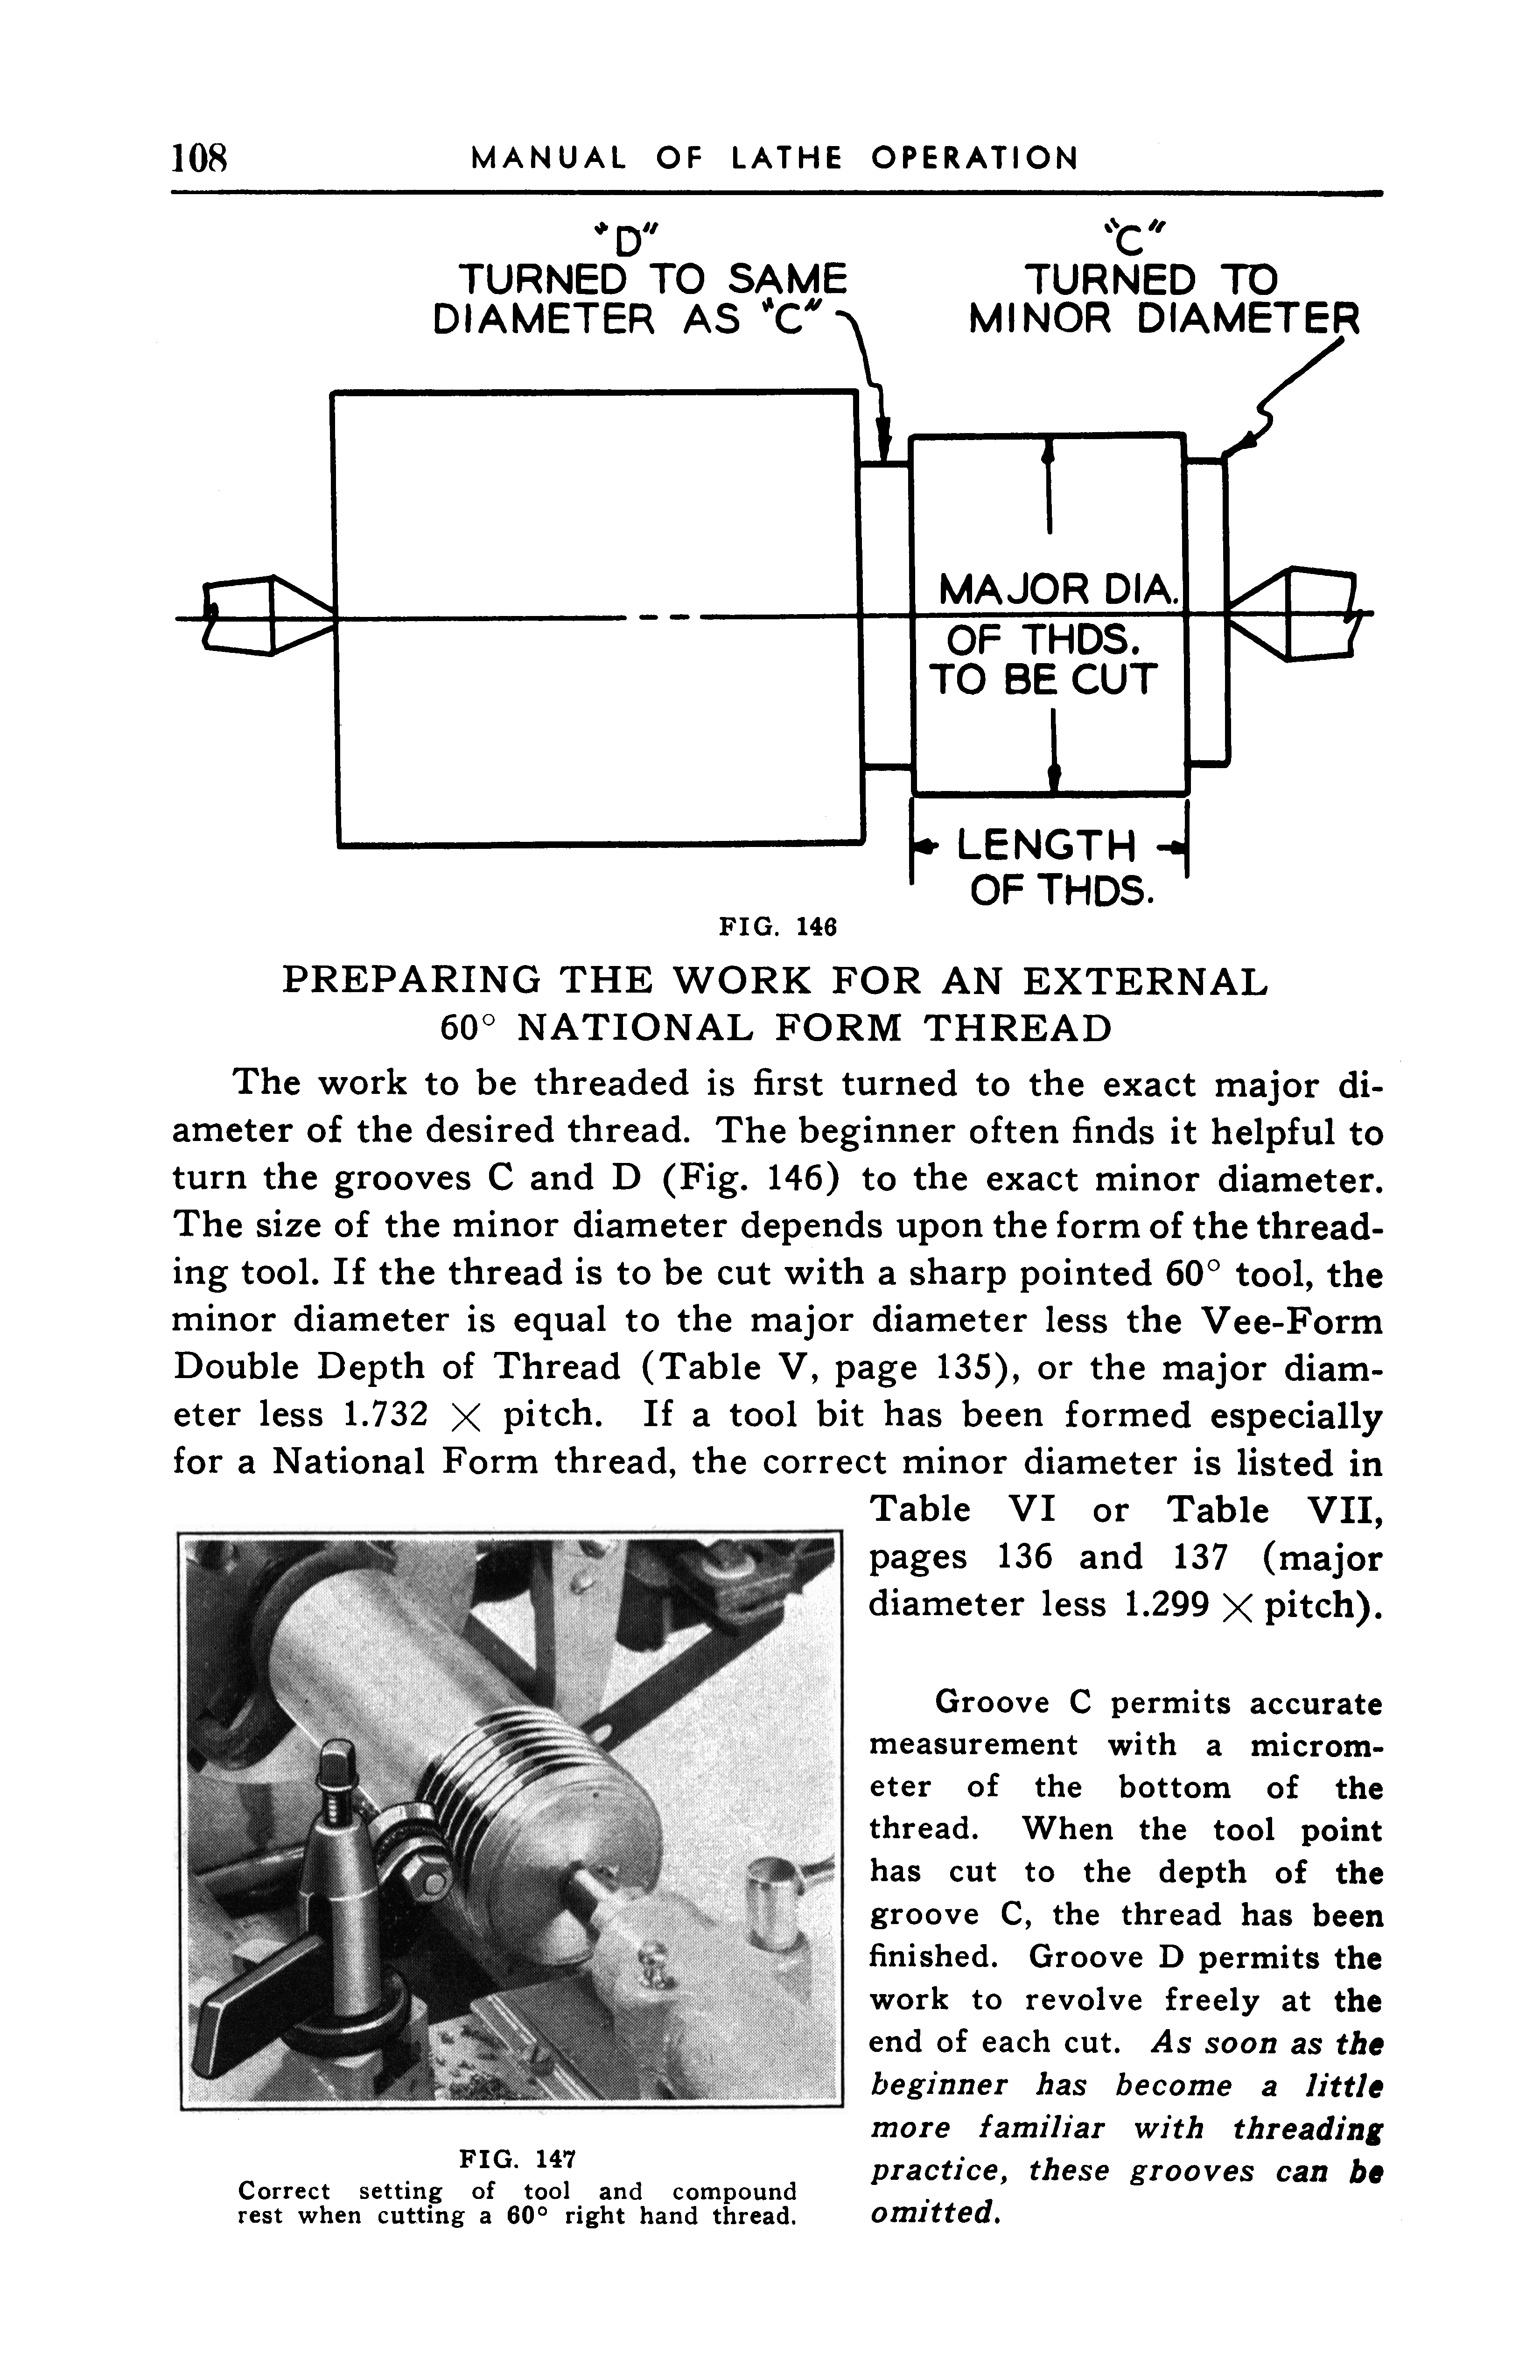 108
MANUAL OF LATHE OPERATION
"D"
TURNED TO SAME
DIAMETER AS "C"
"C"
TURNED TO
MINOR DIAMETER
MAJOR DIA.
OF THDS.
TO BE CUT
LENGTH
OF THDS.
FIG. 146
PREPARING THE WORK FOR AN EXTERNAL
60° NATIONAL FORM THREAD
The work to be threaded is first turned to the exact major di-
ameter of the desired thread. The beginner often finds it helpful to
turn the grooves C and D (Fig. 146) to the exact minor diameter.
The size of the minor diameter depends upon the form of the thread-
ing tool. If the thread is to be cut with a sharp pointed 60° tool, the
minor diameter is equal to the major diameter less the Vee-Form
Double Depth of Thread (Table V, page 135), or the major diam-
eter less 1.732 × pitch. If a tool bit has been formed especially
for a National Form thread, the correct minor diameter is listed in
Table VI or Table VII,
pages 136 and 137 (major
diameter less 1.299 × pitch).
Groove C permits accurate
measurement with a microm-
eter of the bottom of the
thread. When the tool point
has cut to the depth of the
groove C, the thread has been
finished. Groove D permits the
work to revolve freely at the
end of each cut. As soon as the
beginner has become a little
more familiar with threading
practice, these grooves can be
omitted.
FIG. 147
Correct setting of tool and compound
rest when cutting a 60° right hand thread.